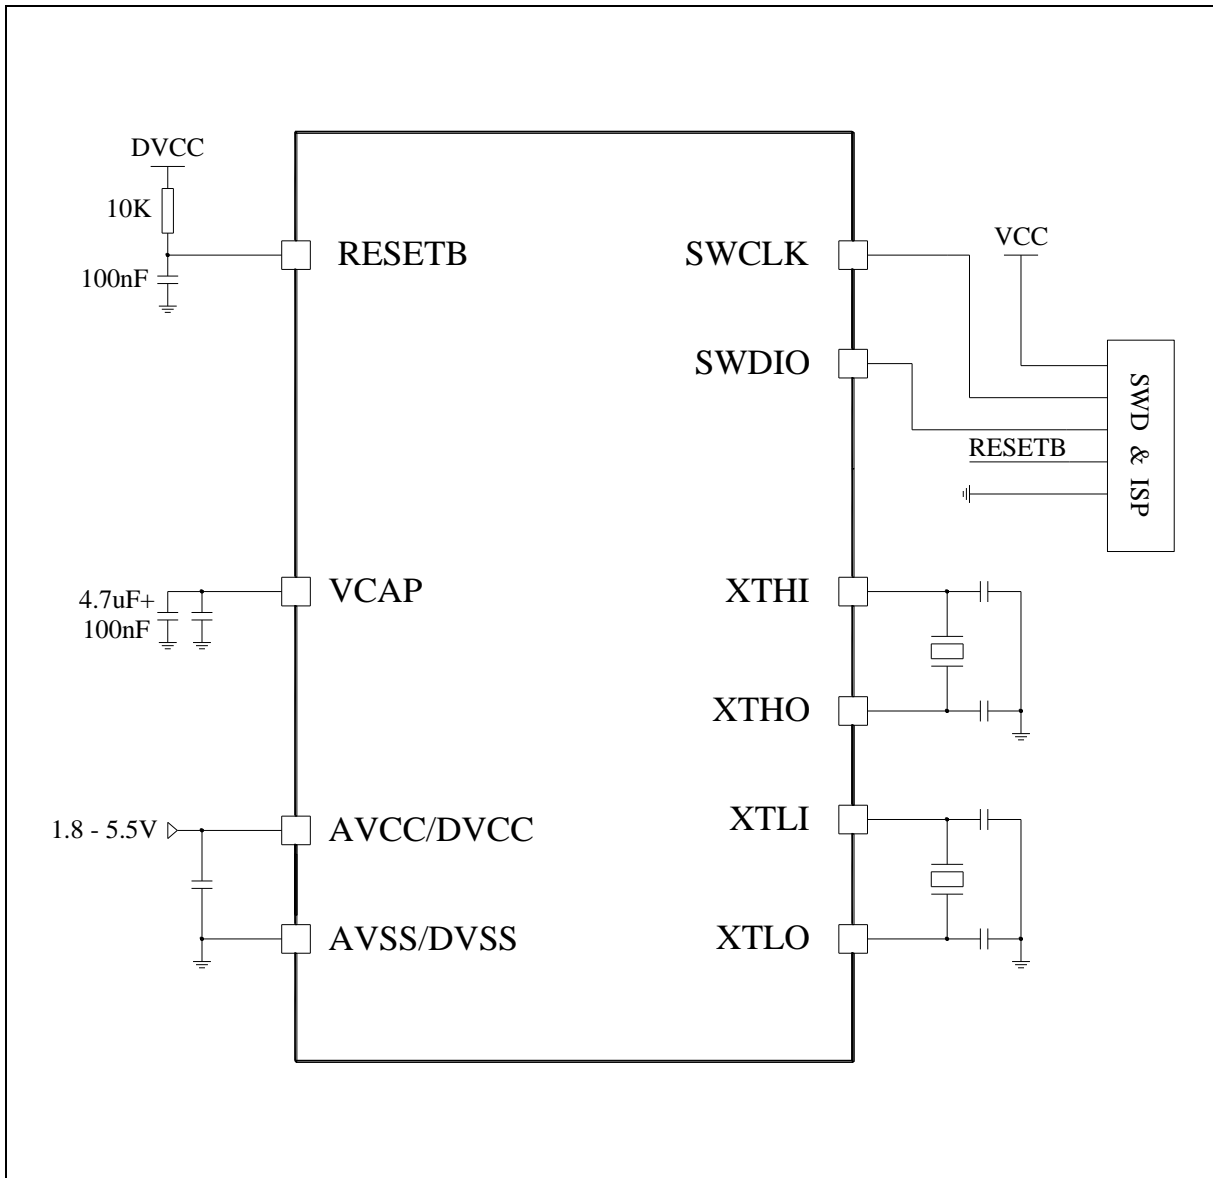 DVCC
10K
100nF
RESETB
SWCLK
VCC
SWDIO
RESETB
SWD & ISP
4.7uF+
100nF
VCAP
XTHI
XTHO
1.8 - 5.5V
AVCC/DVCC
XTLI
AVSS/DVSS
XTLO